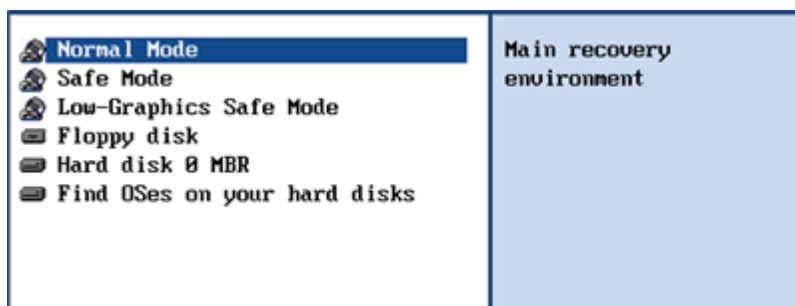 Normal Mode
Safe Mode
Low-Graphics Safe Mode
Floppy disk
Hard disk 0 MBR
Find OSes on your hard disks
Main recovery
environment